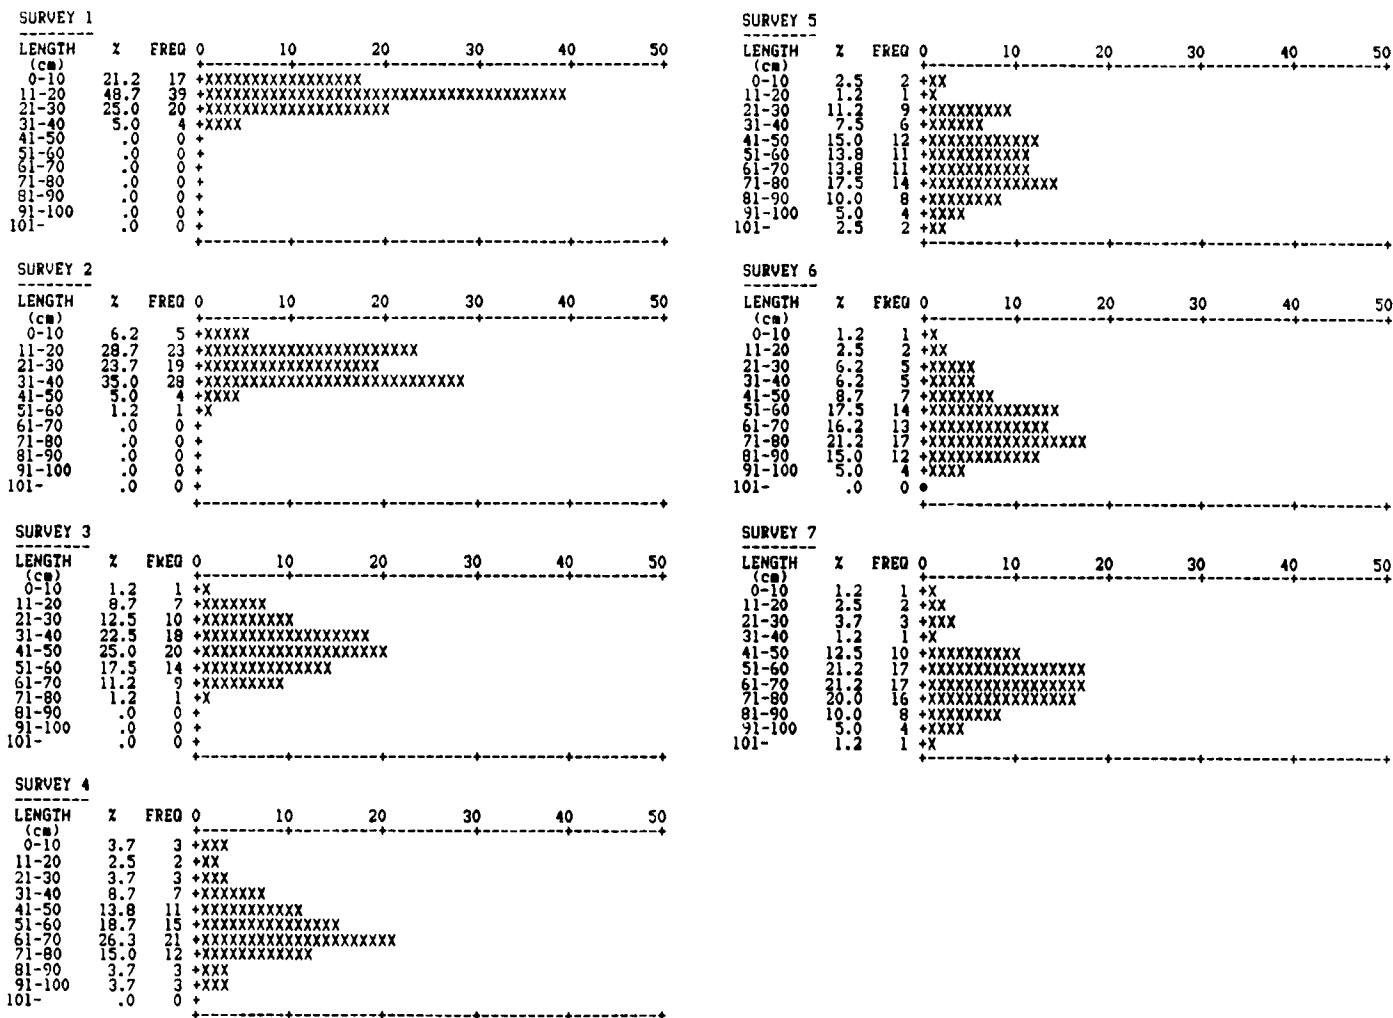 SURVEY 1
---------
LENGTH % FREQ 0 10 20 30 40 50
(cm) +---------+---------+---------+---------+---------+
0-10 21.2 17 +XXXXXXXXXXXXXXXXX
11-20 48.7 39 +XXXXXXXXXXXXXXXXXXXXXXXXXXXXXXXXXXXXXXX
21-30 25.0 20 +XXXXXXXXXXXXXXXXXXXX
31-40 5.0 4 +XXXX
41-50 .0 0 +
51-60 .0 0 +
61-70 .0 0 +
71-80 .0 0 +
81-90 .0 0 +
91-100 .0 0 +
101- .0 0 +
+---------+---------+---------+---------+---------+
SURVEY 2
--------
LENGTH % FREQ 0 10 20 30 40 50
(cm) +---------+---------+---------+---------+---------+
0-10 6.2 5 +XXXXX
11-20 28.7 23 +XXXXXXXXXXXXXXXXXXXXXXX
21-30 23.7 19 +XXXXXXXXXXXXXXXXXXX
31-40 35.0 28 +XXXXXXXXXXXXXXXXXXXXXXXXXXXX
41-50 5.0 4 +XXXX
51-60 1.2 1 +X
61-70 .0 0 +
71-80 .0 0 +
81-90 .0 0 +
91-100 .0 0 +
101- .0 0 +
+---------+---------+---------+---------+---------+
SURVEY 3
--------
LENGTH % FREQ 0 10 20 30 40 50
(cm) +---------+---------+---------+---------+---------+
0-10 1.2 1 +X
11-20 8.7 7 +XXXXXXX
21-30 12.5 10 +XXXXXXXXXX
31-40 22.5 18 +XXXXXXXXXXXXXXXXXX
41-50 25.0 20 +XXXXXXXXXXXXXXXXXXXX
51-60 17.5 14 +XXXXXXXXXXXXXX
61-70 11.2 9 +XXXXXXXXX
71-80 1.2 1 +X
81-90 .0 0 +
91-100 .0 0 +
101- .0 0 +
+---------+---------+---------+---------+---------+
SURVEY 4
--------
LENGTH % FREQ 0 10 20 30 40 50
(cm) +---------+---------+---------+---------+---------+
0-10 3.7 3 +XXX
11-20 2.5 2 +XX
21-30 3.7 3 +XXX
31-40 8.7 7 +XXXXXXX
41-50 13.8 11 +XXXXXXXXXXX
51-60 18.7 15 +XXXXXXXXXXXXXXX
61-70 26.3 21 +XXXXXXXXXXXXXXXXXXXXX
71-80 15.0 12 +XXXXXXXXXXXX
81-90 3.7 3 +XXX
91-100 3.7 3 +XXX
101- .0 0 +
+---------+---------+---------+---------+---------+
SURVEY 5
--------
LENGTH % FREQ 0 10 20 30 40 50
(cm) +---------+---------+---------+---------+---------+
0-10 2.5 2 +XX
11-20 1.2 1 +X
21-30 11.2 9 +XXXXXXXXX
31-40 7.5 6 +XXXXXX
41-50 15.0 12 +XXXXXXXXXXXX
51-60 13.8 11 +XXXXXXXXXXX
61-70 13.8 11 +XXXXXXXXXXX
71-80 17.5 14 +XXXXXXXXXXXXXX
81-90 10.0 8 +XXXXXXXX
91-100 5.0 4 +XXXX
101- 2.5 2 +XX
+---------+---------+---------+---------+---------+
SURVEY 6
--------
LENGTH % FREQ 0 10 20 30 40 50
(cm) +---------+---------+---------+---------+---------+
0-10 1.2 1 +X
11-20 2.5 2 +XX
21-30 6.2 5 +XXXXX
31-40 6.2 5 +XXXXX
41-50 8.7 7 +XXXXXXX
51-60 17.5 14 +XXXXXXXXXXXXXX
61-70 16.2 13 +XXXXXXXXXXXXX
71-80 21.2 17 +XXXXXXXXXXXXXXXXX
81-90 15.0 12 +XXXXXXXXXXXX
91-100 5.0 4 +XXXX
101- .0 0 •
+---------+---------+---------+---------+---------+
SURVEY 7
--------
LENGTH % FREQ 0 10 20 30 40 50
(cm) +---------+---------+---------+---------+---------+
0-10 1.2 1 +X
11-20 2.5 2 +XX
21-30 3.7 3 +XXX
31-40 1.2 1 +X
41-50 12.5 10 +XXXXXXXXXX
51-60 21.2 17 +XXXXXXXXXXXXXXXXX
61-70 21.2 17 +XXXXXXXXXXXXXXXXX
71-80 20.0 16 +XXXXXXXXXXXXXXXX
81-90 10.0 8 +XXXXXXXX
91-100 5.0 4 +XXXX
101- 1.2 1 +X
+---------+---------+---------+---------+---------+